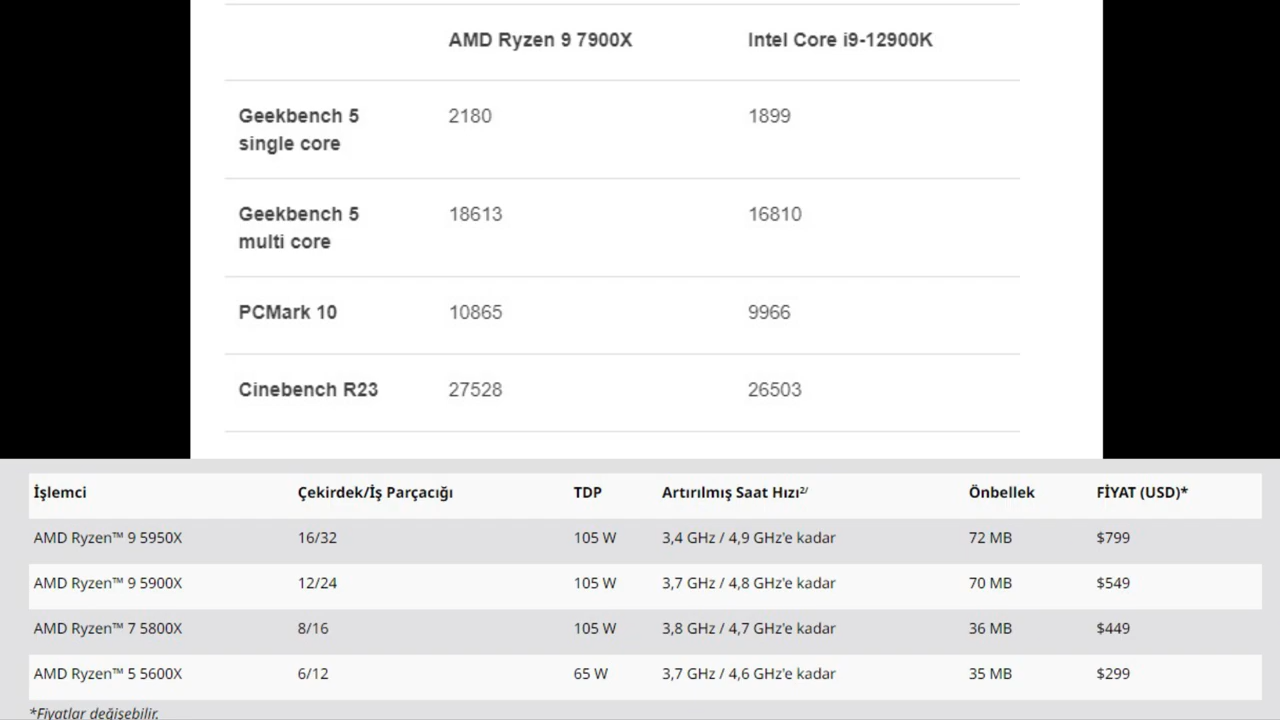 AMD Ryzen 9 7900X Intel Core i9-12900K
Geekbench 5 single core 2180 1899
Geekbench 5 multi core 18613 16810
PCMark 10 10865 9966
Cinebench R23 27528 26503
İşlemci Çekirdek/İş Parçacığı TDP Artırılmış Saat Hızı²/ Önbellek FİYAT (USD)*
AMD Ryzen™ 9 5950X 16/32 105 W 3,4 GHz / 4,9 GHz'e kadar 72 MB $799
AMD Ryzen™ 9 5900X 12/24 105 W 3,7 GHz / 4,8 GHz'e kadar 70 MB $549
AMD Ryzen™ 7 5800X 8/16 105 W 3,8 GHz / 4,7 GHz'e kadar 36 MB $449
AMD Ryzen™ 5 5600X 6/12 65 W 3,7 GHz / 4,6 GHz'e kadar 35 MB $299
*Fiyatlar değişebilir.